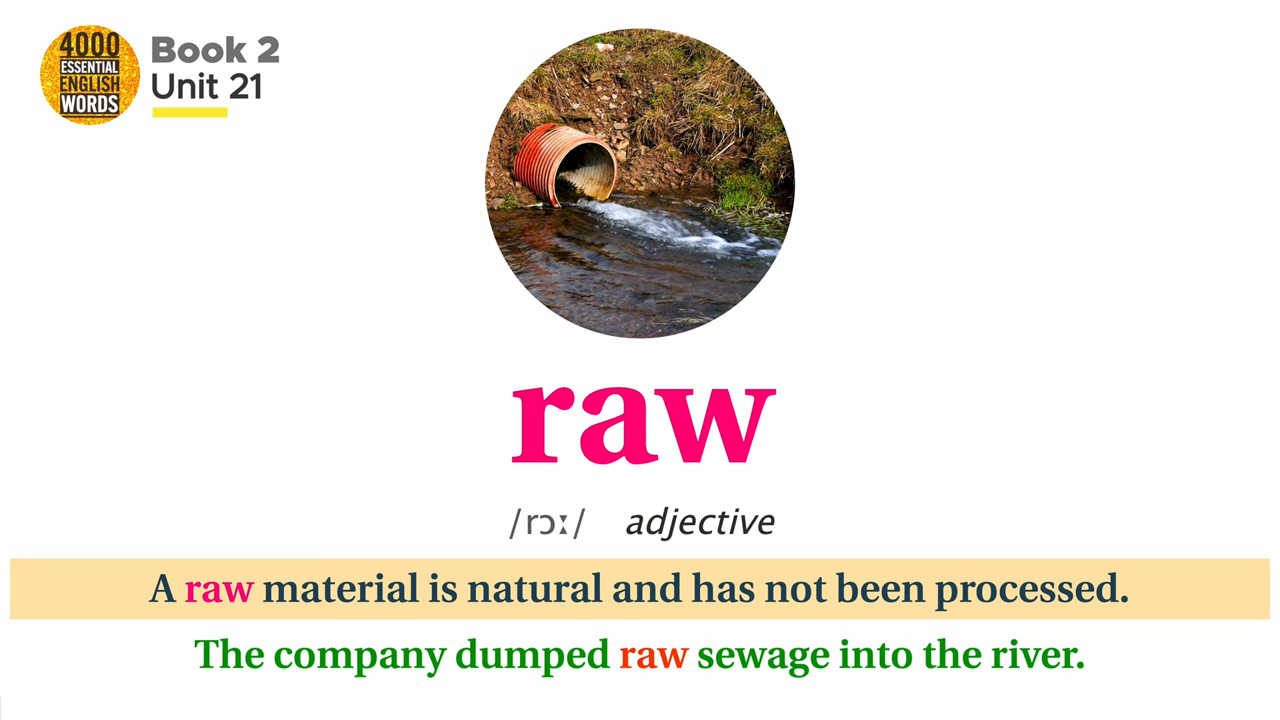 4000
ESSENTIAL
ENGLISH
WORDS
Book 2
Unit 21
raw
/rɔː/ adjective
A raw material is natural and has not been processed.
The company dumped raw sewage into the river.